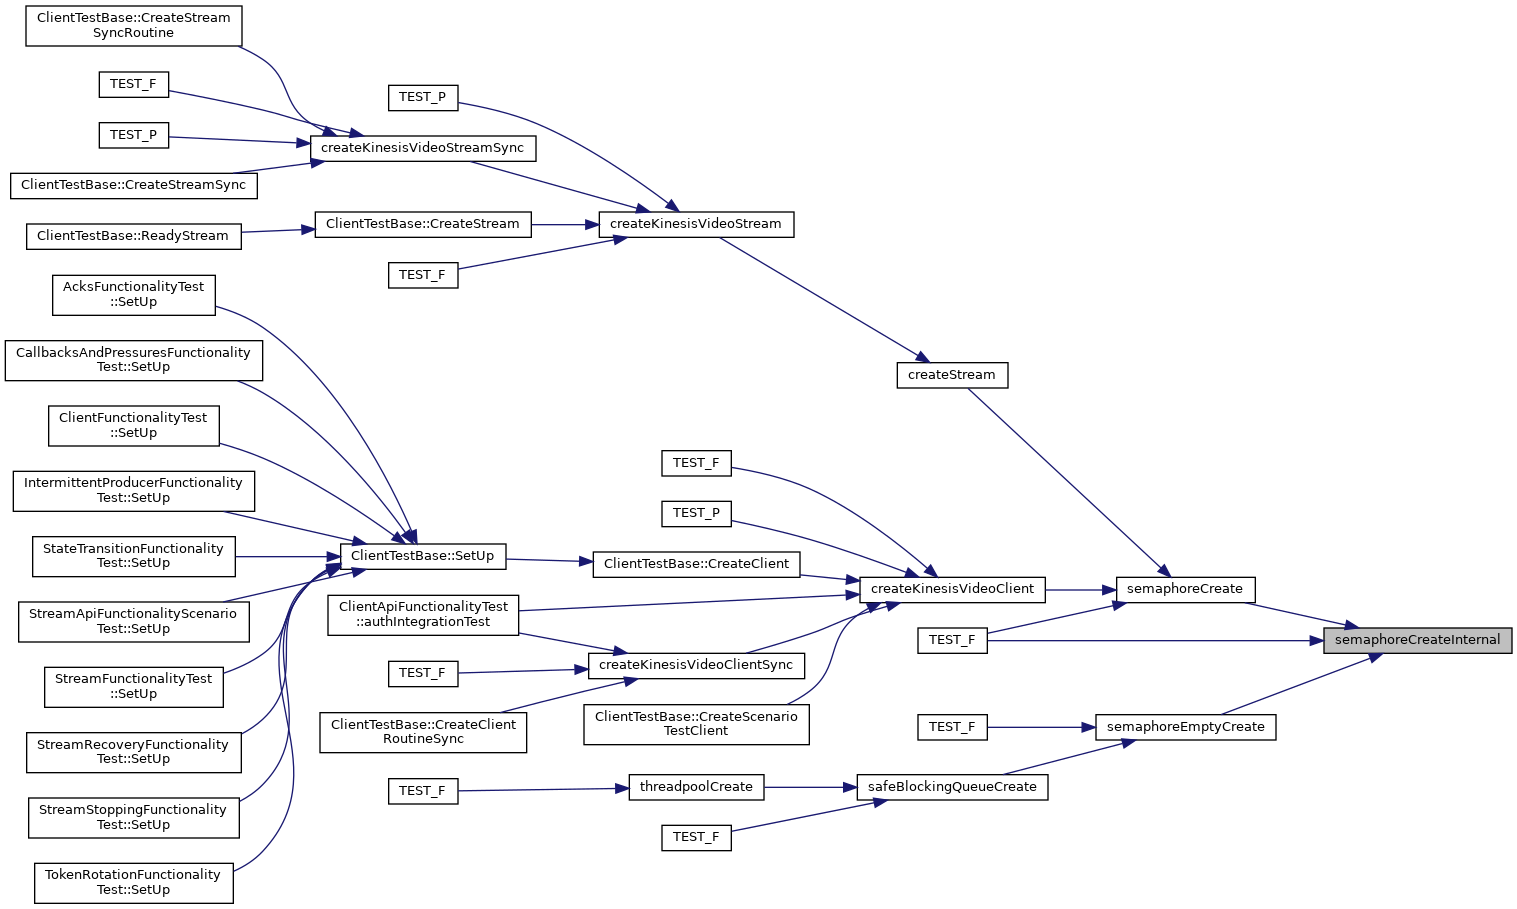 ClientTestBase::CreateStream
SyncRoutine
TEST_F
TEST_P
TEST_P
createKinesisVideoStreamSync
ClientTestBase::CreateStreamSync
ClientTestBase::CreateStream
createKinesisVideoStream
ClientTestBase::ReadyStream
TEST_F
AcksFunctionalityTest
::SetUp
CallbacksAndPressuresFunctionality
Test::SetUp
createStream
ClientFunctionalityTest
::SetUp
TEST_F
IntermittentProducerFunctionality
Test::SetUp
TEST_P
StateTransitionFunctionality
Test::SetUp
ClientTestBase::SetUp
ClientTestBase::CreateClient
createKinesisVideoClient
semaphoreCreate
StreamApiFunctionalityScenario
Test::SetUp
ClientApiFunctionalityTest
::authIntegrationTest
TEST_F
semaphoreCreateInternal
createKinesisVideoClientSync
TEST_F
StreamFunctionalityTest
::SetUp
ClientTestBase::CreateScenario
TestClient
ClientTestBase::CreateClient
RoutineSync
TEST_F
semaphoreEmptyCreate
StreamRecoveryFunctionality
Test::SetUp
TEST_F
threadpoolCreate
safeBlockingQueueCreate
StreamStoppingFunctionality
Test::SetUp
TEST_F
TokenRotationFunctionality
Test::SetUp